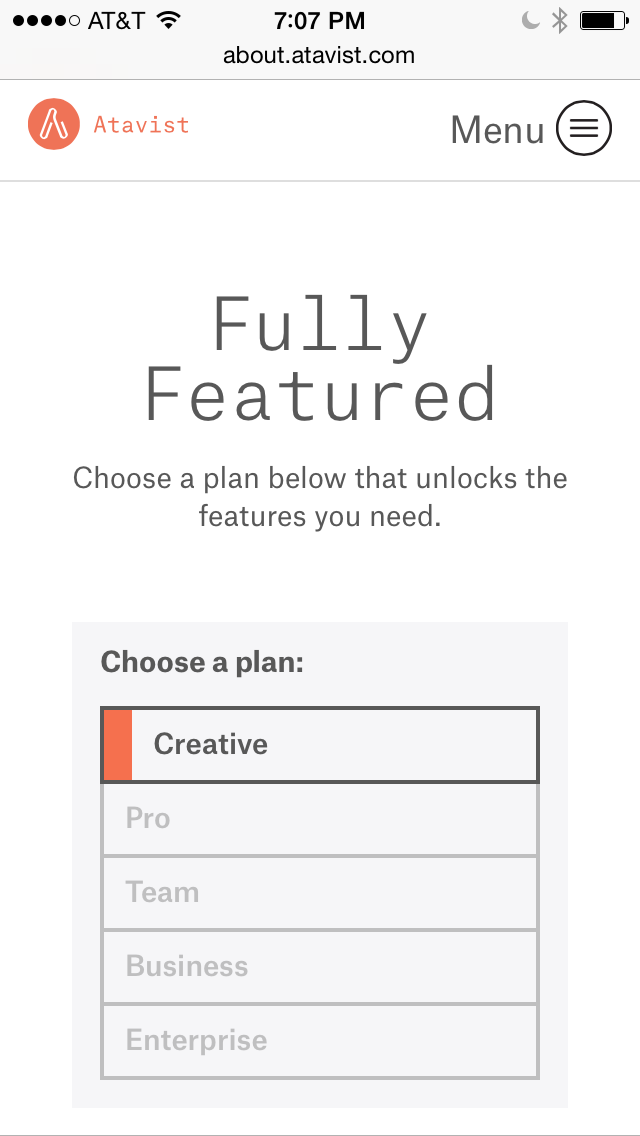 AT&T 7:07 PM
about.atavist.com
Atavist
Menu
Fully
Featured
Choose a plan below that unlocks the
features you need.
Choose a plan:
Creative
Pro
Team
Business
Enterprise